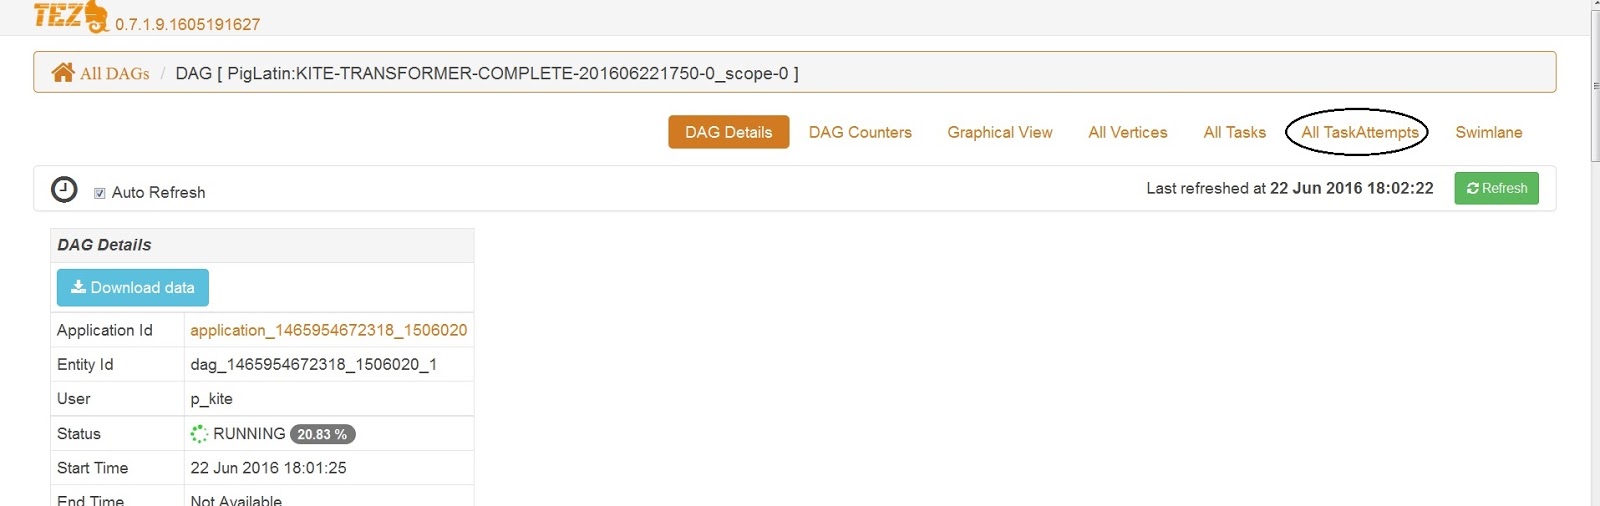 TEZ 0.7.1.9.1605191627
All DAGs / DAG [ PigLatin:KITE-TRANSFORMER-COMPLETE-201606221750-0_scope-0 ]
DAG Details DAG Counters Graphical View All Vertices All Tasks All TaskAttempts Swimlane
Auto Refresh Last refreshed at 22 Jun 2016 18:02:22 Refresh
DAG Details
Download data
Application Id application_1465954672318_1506020
Entity Id dag_1465954672318_1506020_1
User p_kite
Status RUNNING 20.83 %
Start Time 22 Jun 2016 18:01:25
End Time Not Available